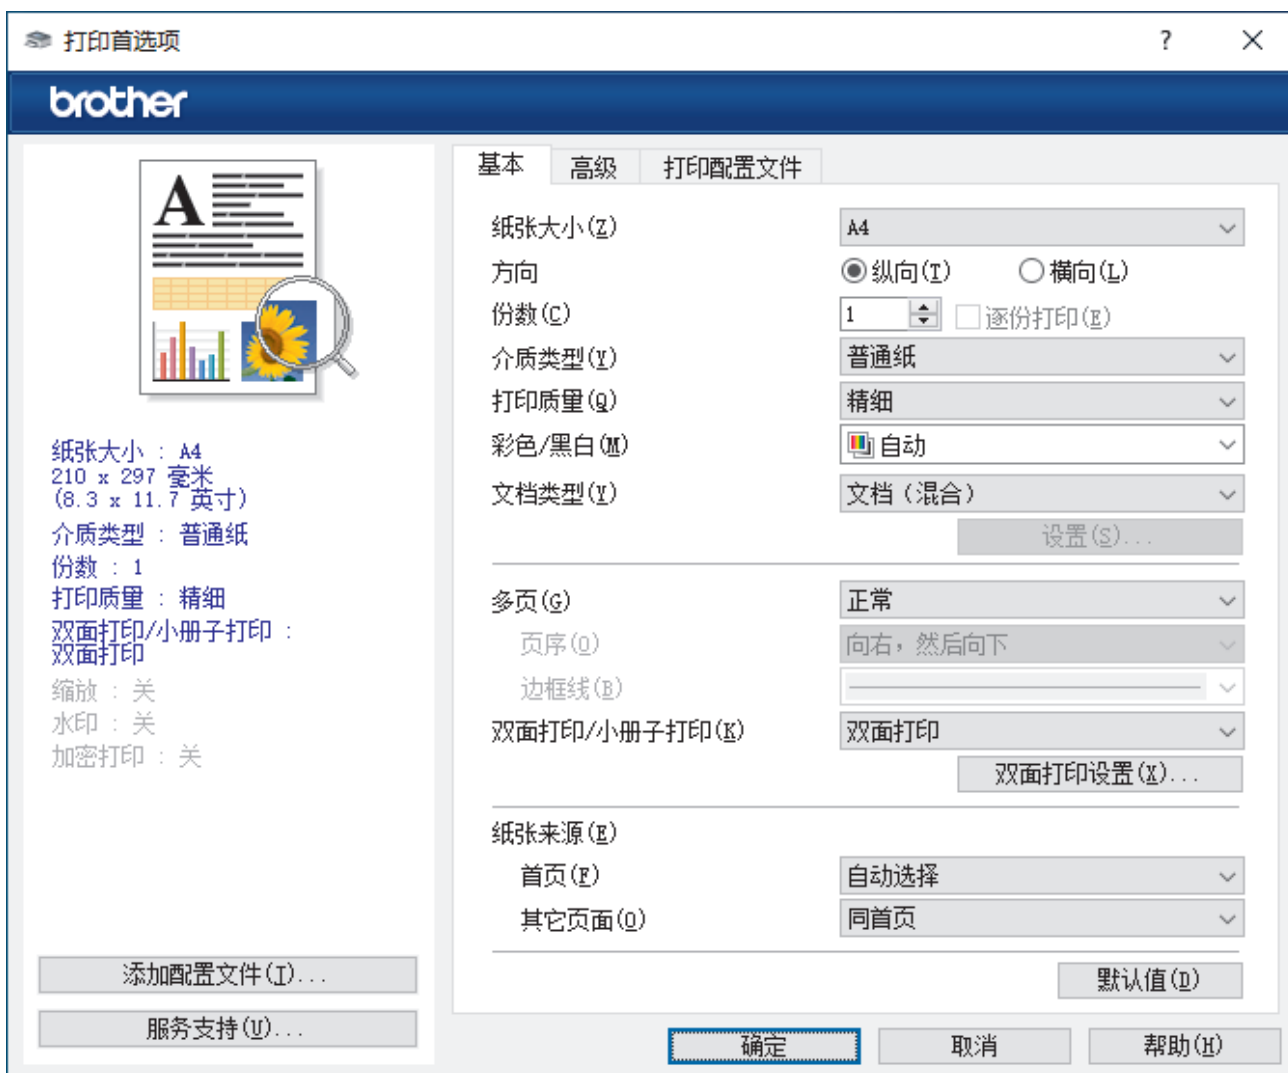 打印首选项
?
brother
A
纸张大小 : A4
210 x 297 毫米
(8.3 x 11.7 英寸)
介质类型 : 普通纸
份数 : 1
打印质量 : 精细
双面打印/小册子打印 :
双面打印
缩放 : 关
水印 : 关
加密打印 : 关
添加配置文件(J)...
服务支持(U)...
基本 高级 打印配置文件
纸张大小(Z) A4
方向 纵向(T) 横向(L)
份数(C) 1 逐份打印(E)
介质类型(Y) 普通纸
打印质量(Q) 精细
彩色/黑白(M) 自动
文档类型(Y) 文档（混合）
设置(S)...
多页(G) 正常
页序(O) 向右，然后向下
边框线(B)
双面打印/小册子打印(K) 双面打印
双面打印设置(X)...
纸张来源(E)
首页(F) 自动选择
其它页面(O) 同首页
默认值(D)
确定 取消 帮助(H)